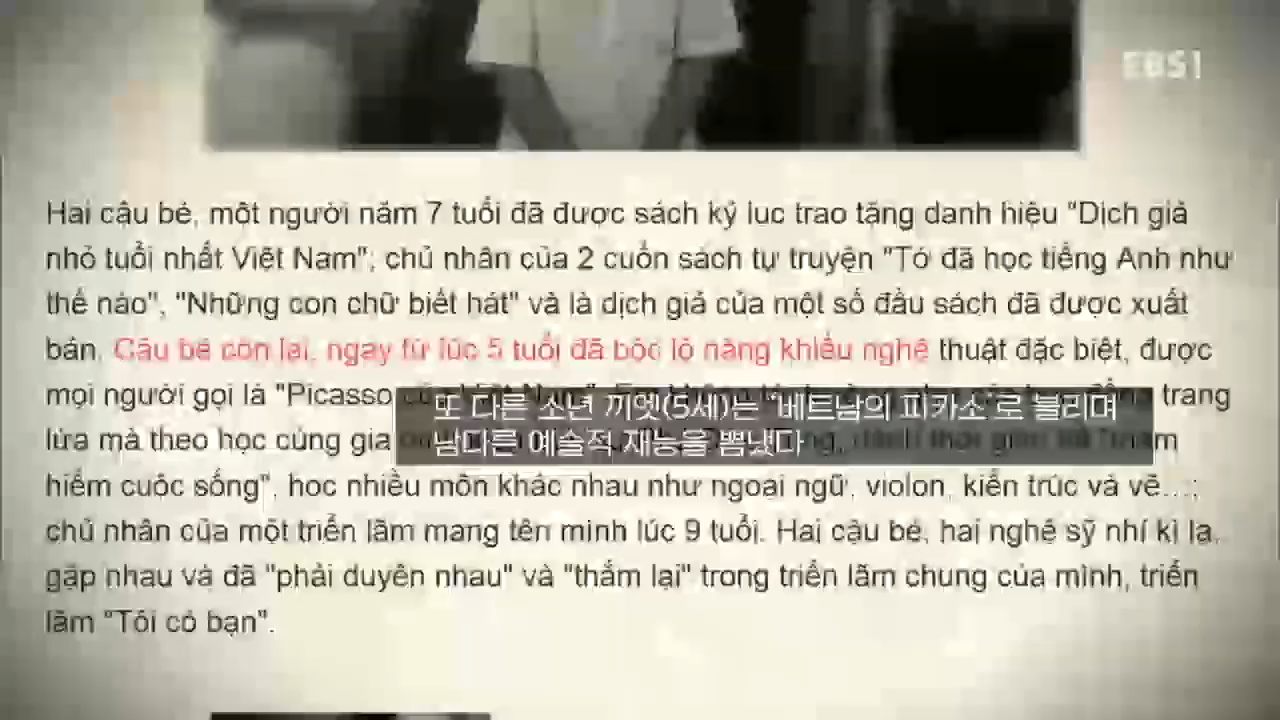 EBS1
Hai cậu bé, một người năm 7 tuổi đã được sách kỷ lục trao tặng danh hiệu "Dịch giả
nhỏ tuổi nhất Việt Nam"; chủ nhân của 2 cuốn sách tự truyện "Tớ đã học tiếng Anh như
thế nào", "Những con chữ biết hát" và là dịch giả của một số đầu sách đã được xuất
bản. Cậu bé còn lại, ngay từ lúc 5 tuổi đã bộc lộ năng khiếu nghệ thuật đặc biệt, được
mọi người gọi là "Picasso của Việt Nam". trang
또 다른 소년 끼엣(5세)는 '베트남의 피카소'로 불리며
lứa mà theo học cùng gia
남다른 예술적 재능을 뽐냈다
hiểm cuộc sống", học nhiều môn khác nhau như ngoại ngữ, violon, kiến trúc và vẽ...;
chủ nhân của một triển lãm mang tên mình lúc 9 tuổi. Hai cậu bé, hai nghệ sỹ nhí kì lạ,
gặp nhau và đã "phải duyên nhau" và "thắm lại" trong triển lãm chung của mình, triển
lãm "Tôi có bạn".